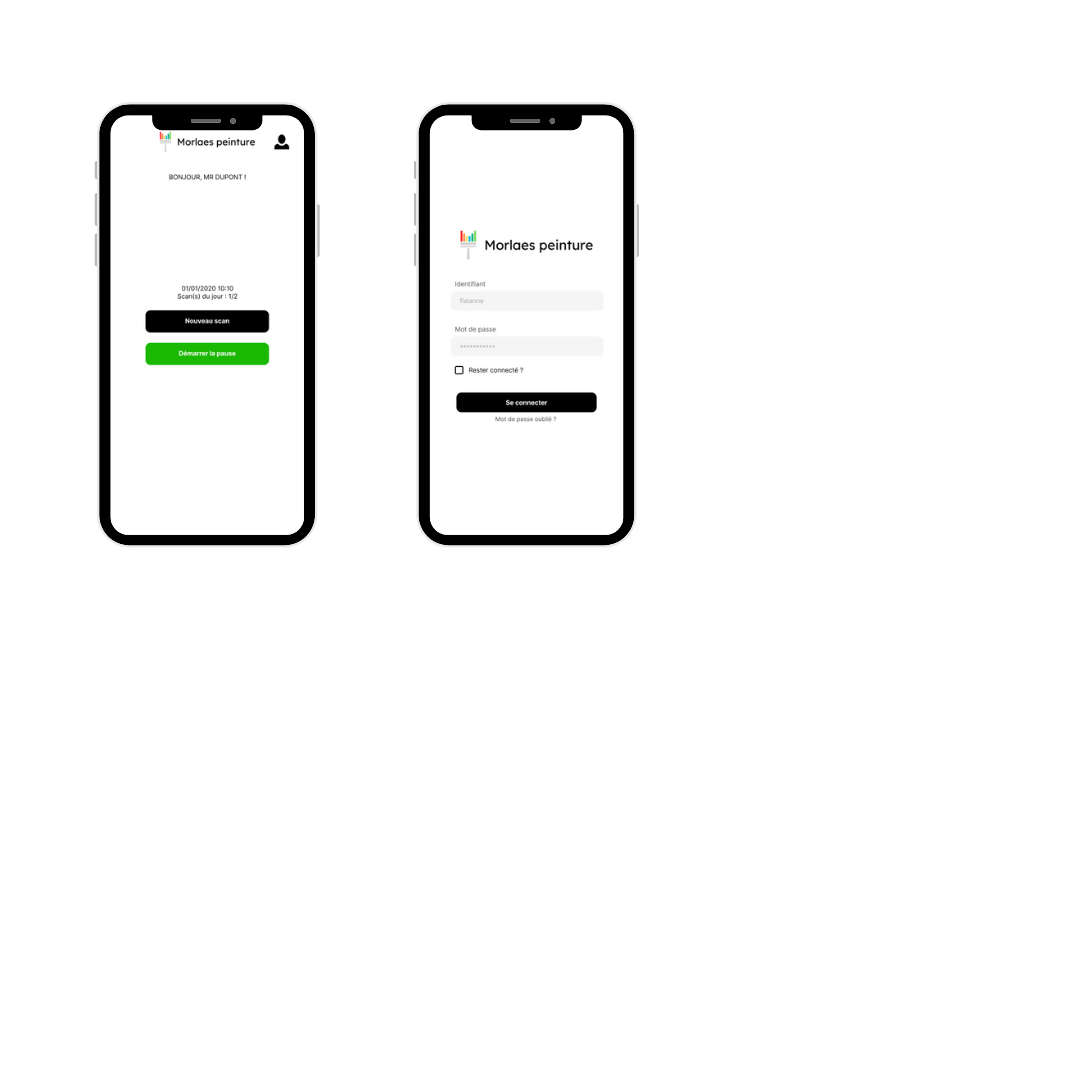 Morlaes peinture
BONJOUR, MR DUPONT !
01/01/2020 10:10
Scan(s) du jour : 1/2
Nouveau scan
Démarrer la pause
Morlaes peinture
Identifiant
flalanne
Mot de passe
***********
Rester connecté ?
Se connecter
Mot de passe oublié ?